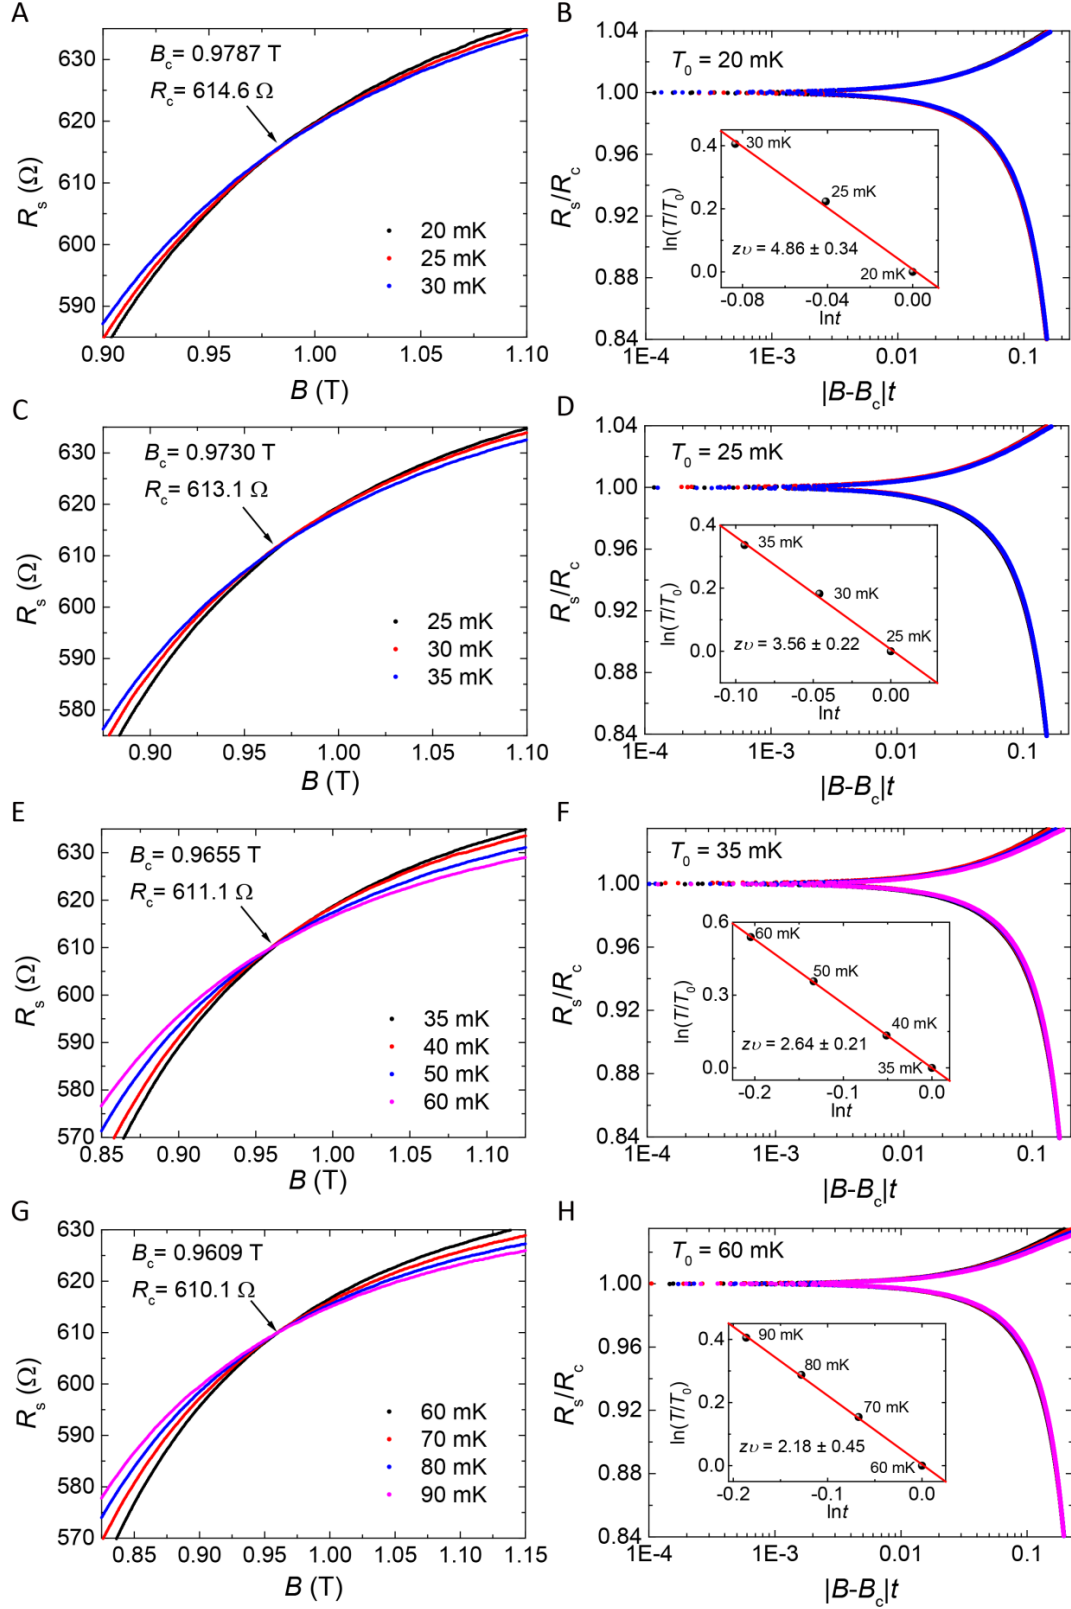 A
B_c = 0.9787 T
R_c = 614.6 Ω
630
620
610
600
590
R_s (Ω)
20 mK
25 mK
30 mK
0.90 0.95 1.00 1.05 1.10
B (T)
B
1.04
1.00
0.96
0.92
0.88
0.84
R_s/R_c
T_0 = 20 mK
0.4
0.2
0.0
ln(T/T_0)
30 mK
25 mK
zυ = 4.86 ± 0.34
20 mK
-0.08 -0.04 0.00
lnt
1E-4 1E-3 0.01 0.1
|B-B_c|t
C
B_c = 0.9730 T
R_c = 613.1 Ω
630
620
610
600
590
580
R_s (Ω)
25 mK
30 mK
35 mK
0.90 0.95 1.00 1.05 1.10
B (T)
D
1.04
1.00
0.96
0.92
0.88
0.84
R_s/R_c
T_0 = 25 mK
0.4
0.2
0.0
ln(T/T_0)
35 mK
30 mK
zυ = 3.56 ± 0.22
25 mK
-0.10 -0.05 0.00
lnt
1E-4 1E-3 0.01 0.1
|B-B_c|t
E
B_c = 0.9655 T
R_c = 611.1 Ω
630
620
610
600
590
580
570
R_s (Ω)
35 mK
40 mK
50 mK
60 mK
0.85 0.90 0.95 1.00 1.05 1.10
B (T)
F
1.00
0.96
0.92
0.88
0.84
R_s/R_c
T_0 = 35 mK
0.6
0.3
0.0
ln(T/T_0)
60 mK
50 mK
40 mK
zυ = 2.64 ± 0.21
35 mK
-0.2 -0.1 0.0
lnt
1E-4 1E-3 0.01 0.1
|B-B_c|t
G
B_c = 0.9609 T
R_c = 610.1 Ω
630
620
610
600
590
580
570
R_s (Ω)
60 mK
70 mK
80 mK
90 mK
0.85 0.90 0.95 1.00 1.05 1.10 1.15
B (T)
H
1.00
0.96
0.92
0.88
0.84
R_s/R_c
T_0 = 60 mK
0.4
0.2
0.0
ln(T/T_0)
90 mK
80 mK
70 mK
zυ = 2.18 ± 0.45
60 mK
-0.2 -0.1 0.0
lnt
1E-4 1E-3 0.01 0.1
|B-B_c|t